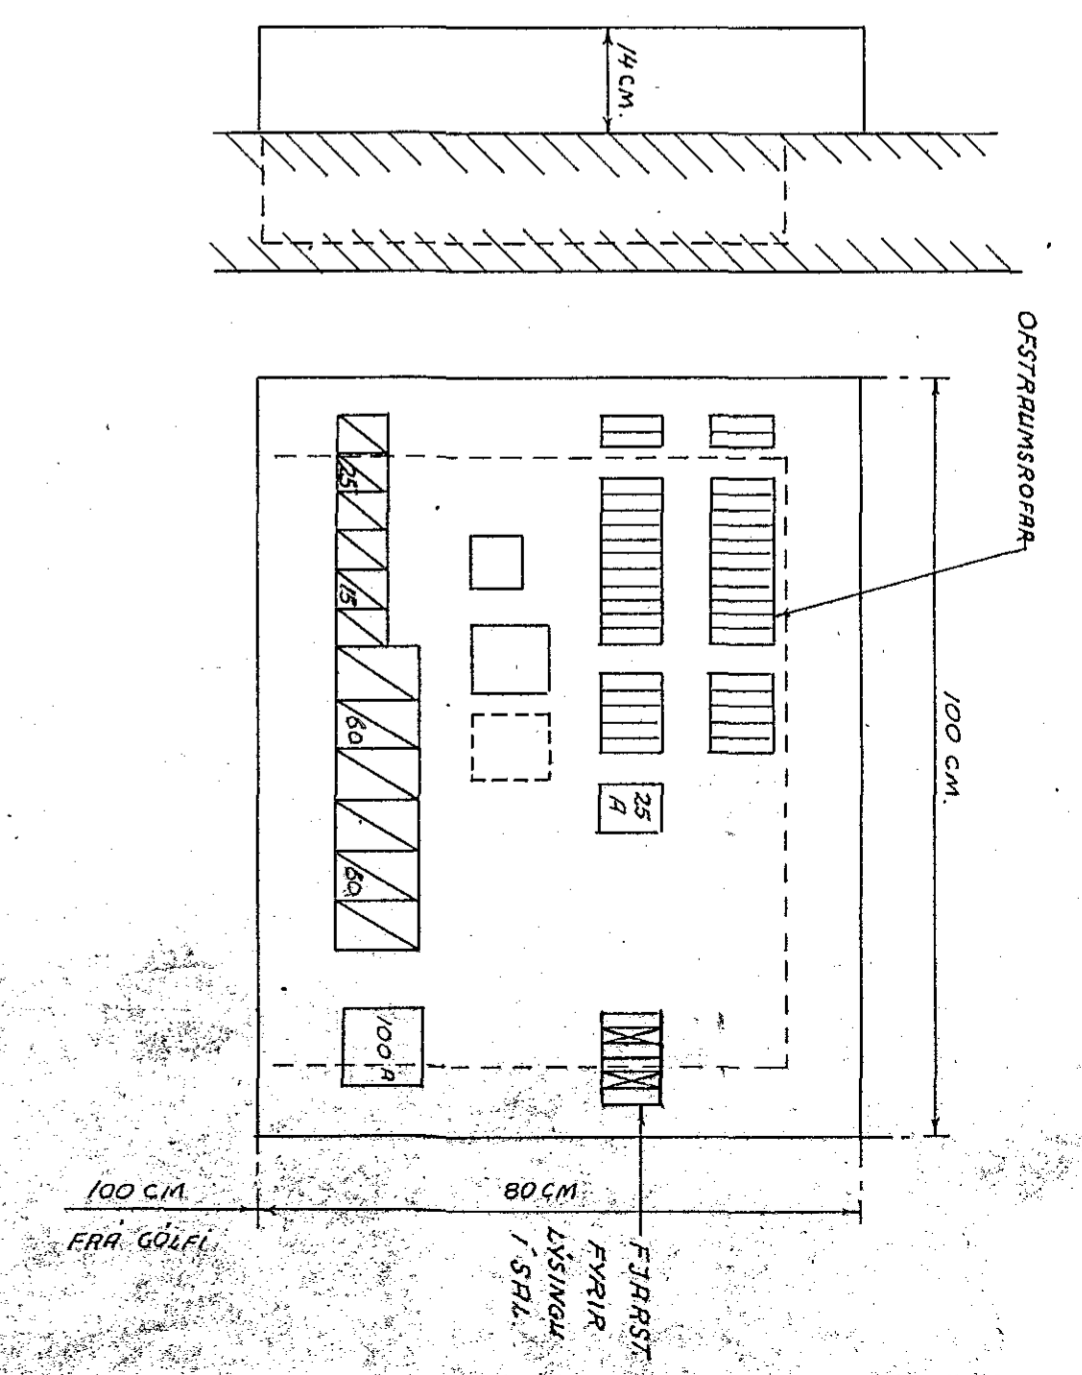 14 CM.
OFSTRAUMSROFAR
25
15
60
60
25
A
100 CM.
100 A
100 CM
FRÁ GÓLFI
80 CM
FJARRST.
FYRIR
LÝSINGU
Í SAL.